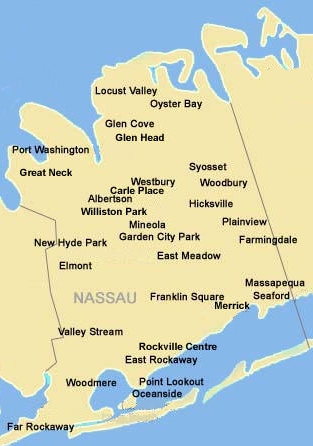 Locust Valley
Oyster Bay
Glen Cove
Glen Head
Port Washington
Great Neck
Syosset
Westbury
Woodbury
Carle Place
Albertson
Hicksville
Williston Park
Mineola
Plainview
Garden City Park
New Hyde Park
Farmingdale
East Meadow
Elmont
Massapequa
NASSAU
Franklin Square
Seaford
Merrick
Valley Stream
Rockville Centre
East Rockaway
Woodmere
Point Lookout
Oceanside
Far Rockaway